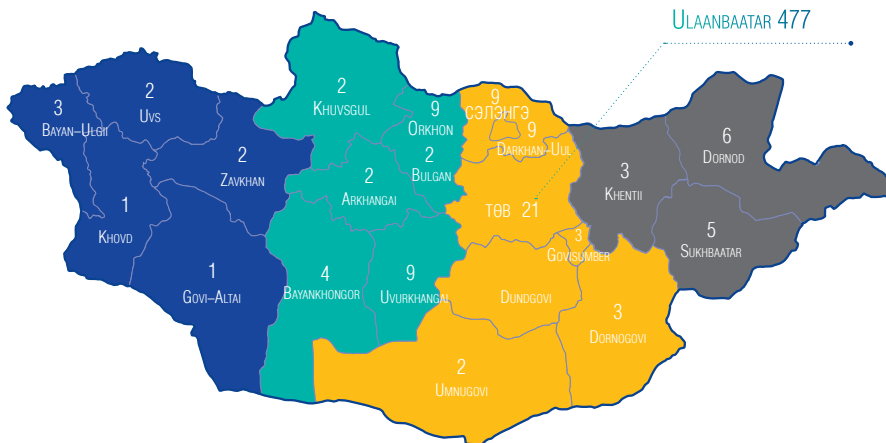 ULAANBAATAR 477
3
BAYAN–ULGII
2
UVS
2
ZAVKHAN
1
KHOVD
1
GOVI–ALTAI
2
KHUVSGUL
9
ORKHON
2
BULGAN
2
ARKHANGAI
4
BAYANKHONGOR
9
UVURKHANGAI
9
СЭЛЭНГЭ
9
DARKHAN–UUL
ТӨВ 21
3
GOVISUMBER
DUNDGOVI
3
DORNOGOVI
2
UMNUGOVI
3
KHENTII
6
DORNOD
5
SUKHBAATAR